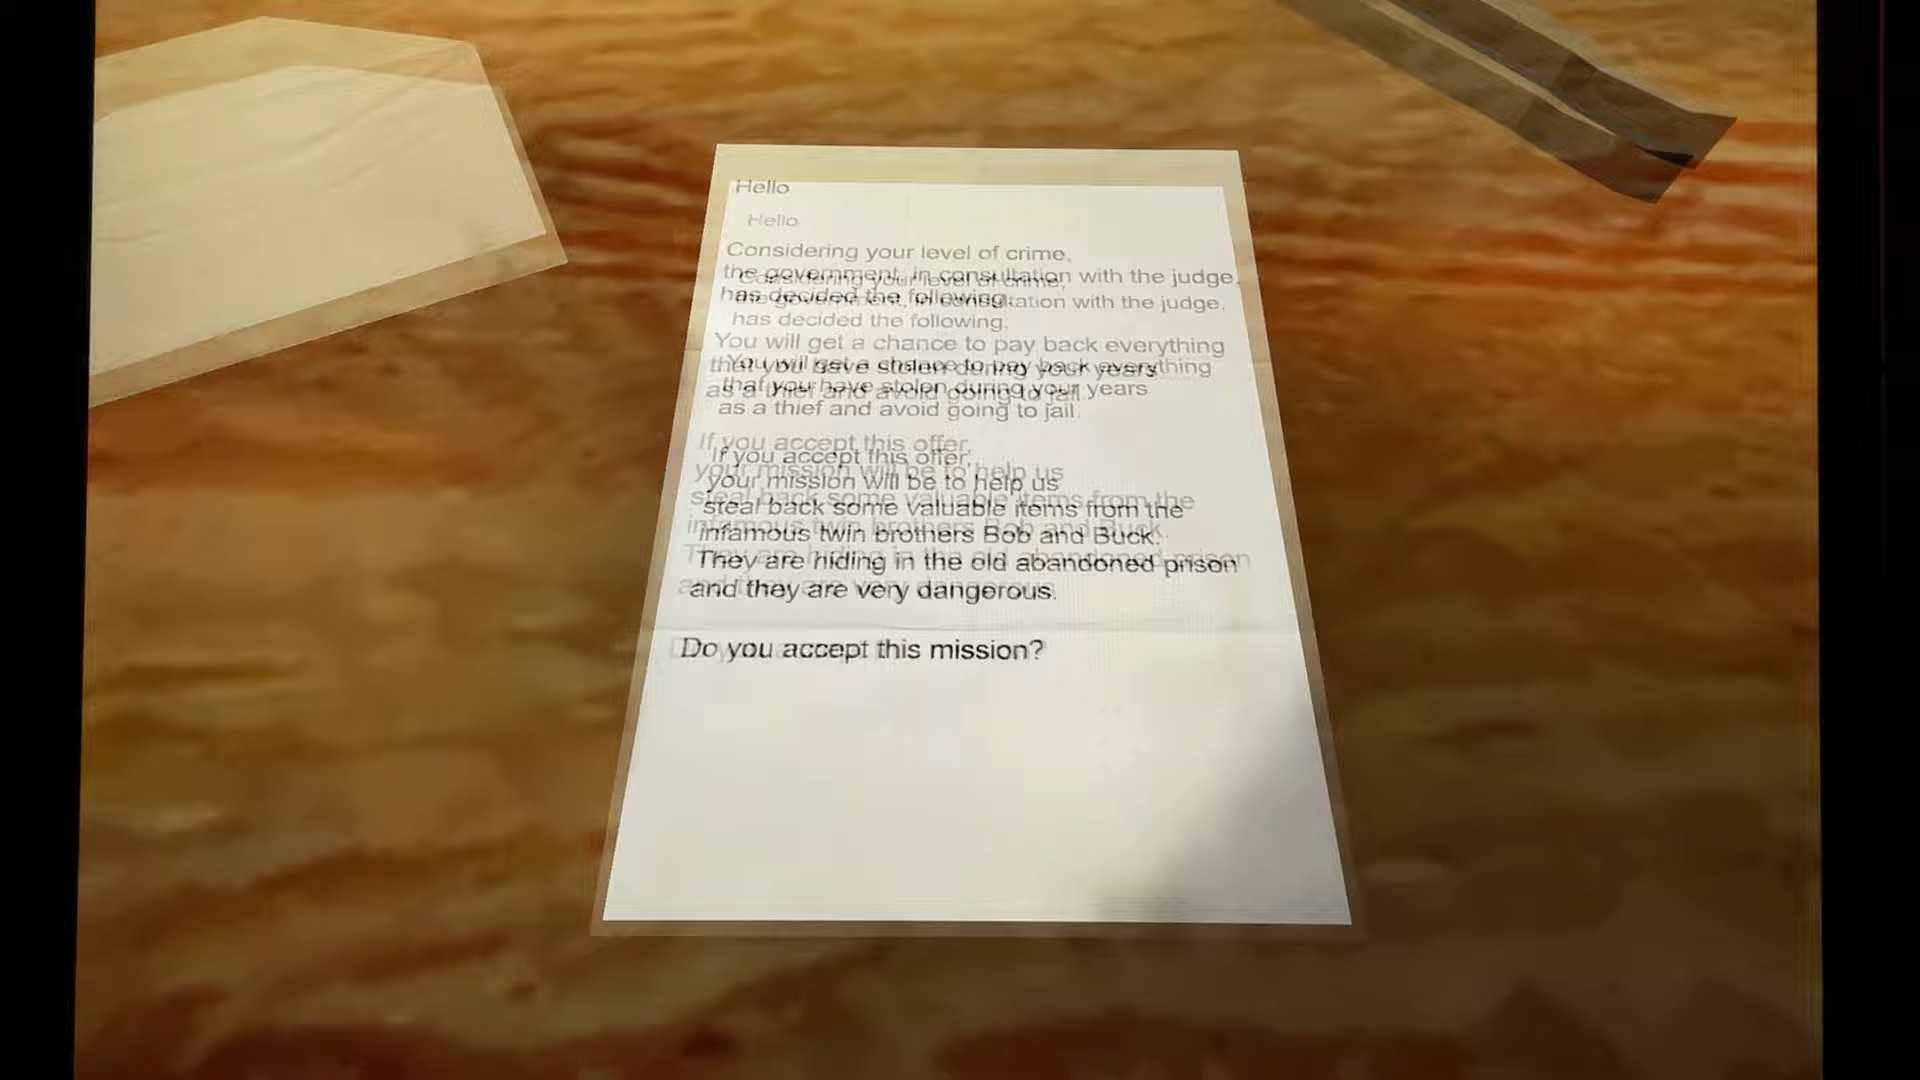 Hello
Considering your level of crime,
the government, in consultation with the judge,
has decided the following.
You will get a chance to pay back everything
that you have stolen during your years
as a thief and avoid going to jail.
If you accept this offer,
your mission will be to help us
steal back some valuable items from the
infamous twin brothers Bob and Buck.
They are hiding in the old abandoned prison
and they are very dangerous.
Do you accept this mission?